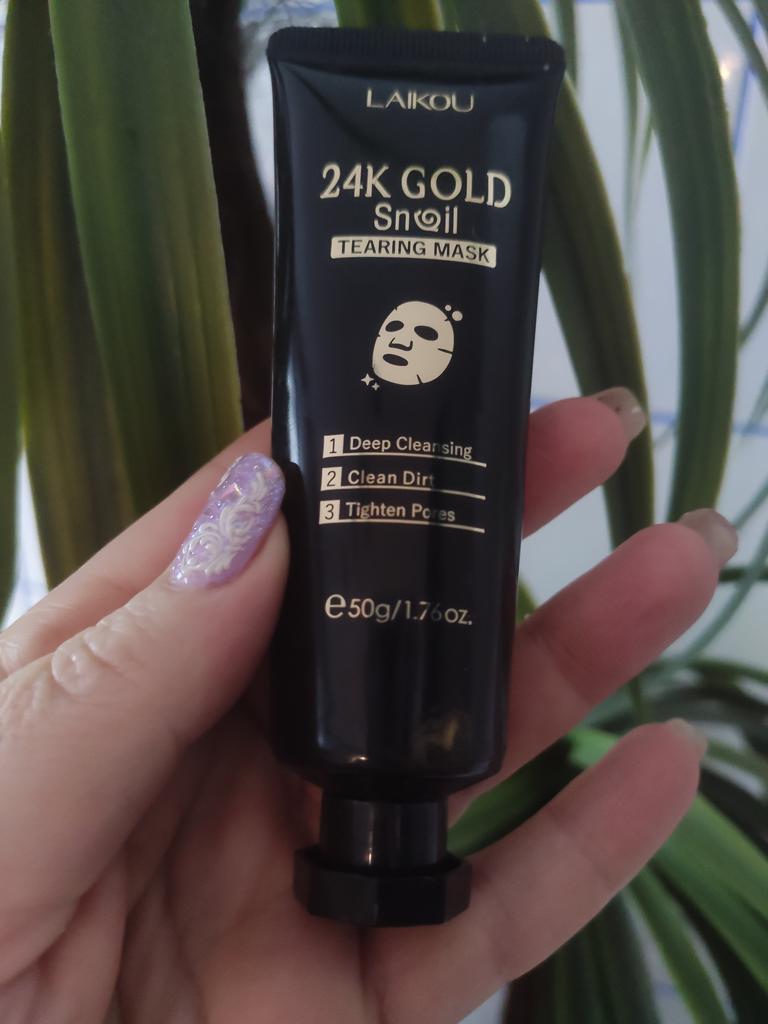 LAIKOU
24K GOLD
Snail
TEARING MASK
1 Deep Cleansing
2 Clean Dirt
3 Tighten Pores
e50g/1.76oz.